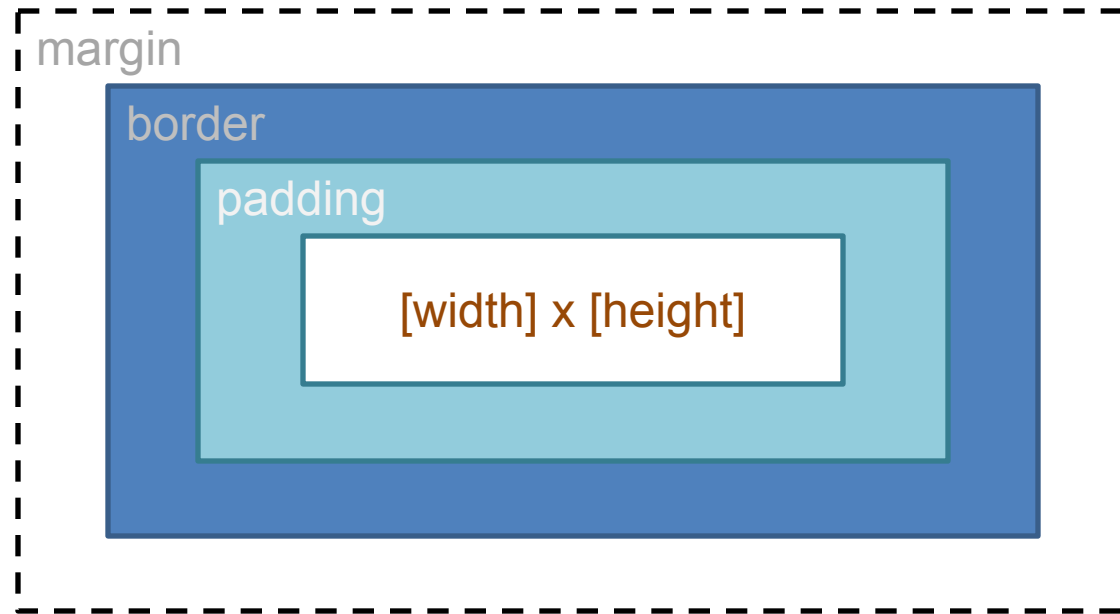 margin
border
padding
[width] x [height]